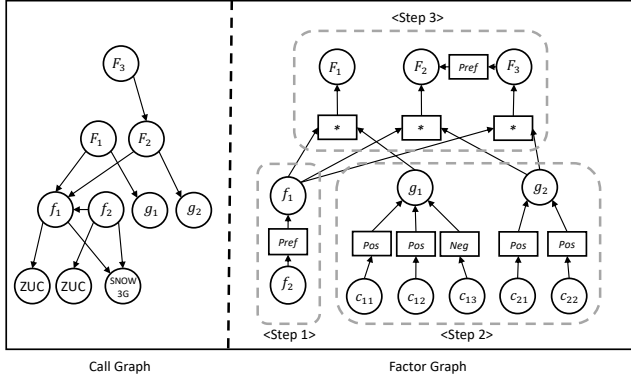 <Step 3>
F₃
F₁ F₂ Pref F₃
F₁ F₂
* * *
f₁ f₂ g₁ g₂
f₁ g₁ g₂
Pref Pos Pos Neg Pos Pos
ZUC ZUC SNOW
3G
f₂ c₁₁ c₁₂ c₁₃ c₂₁ c₂₂
<Step 1> <Step 2>
Call Graph Factor Graph